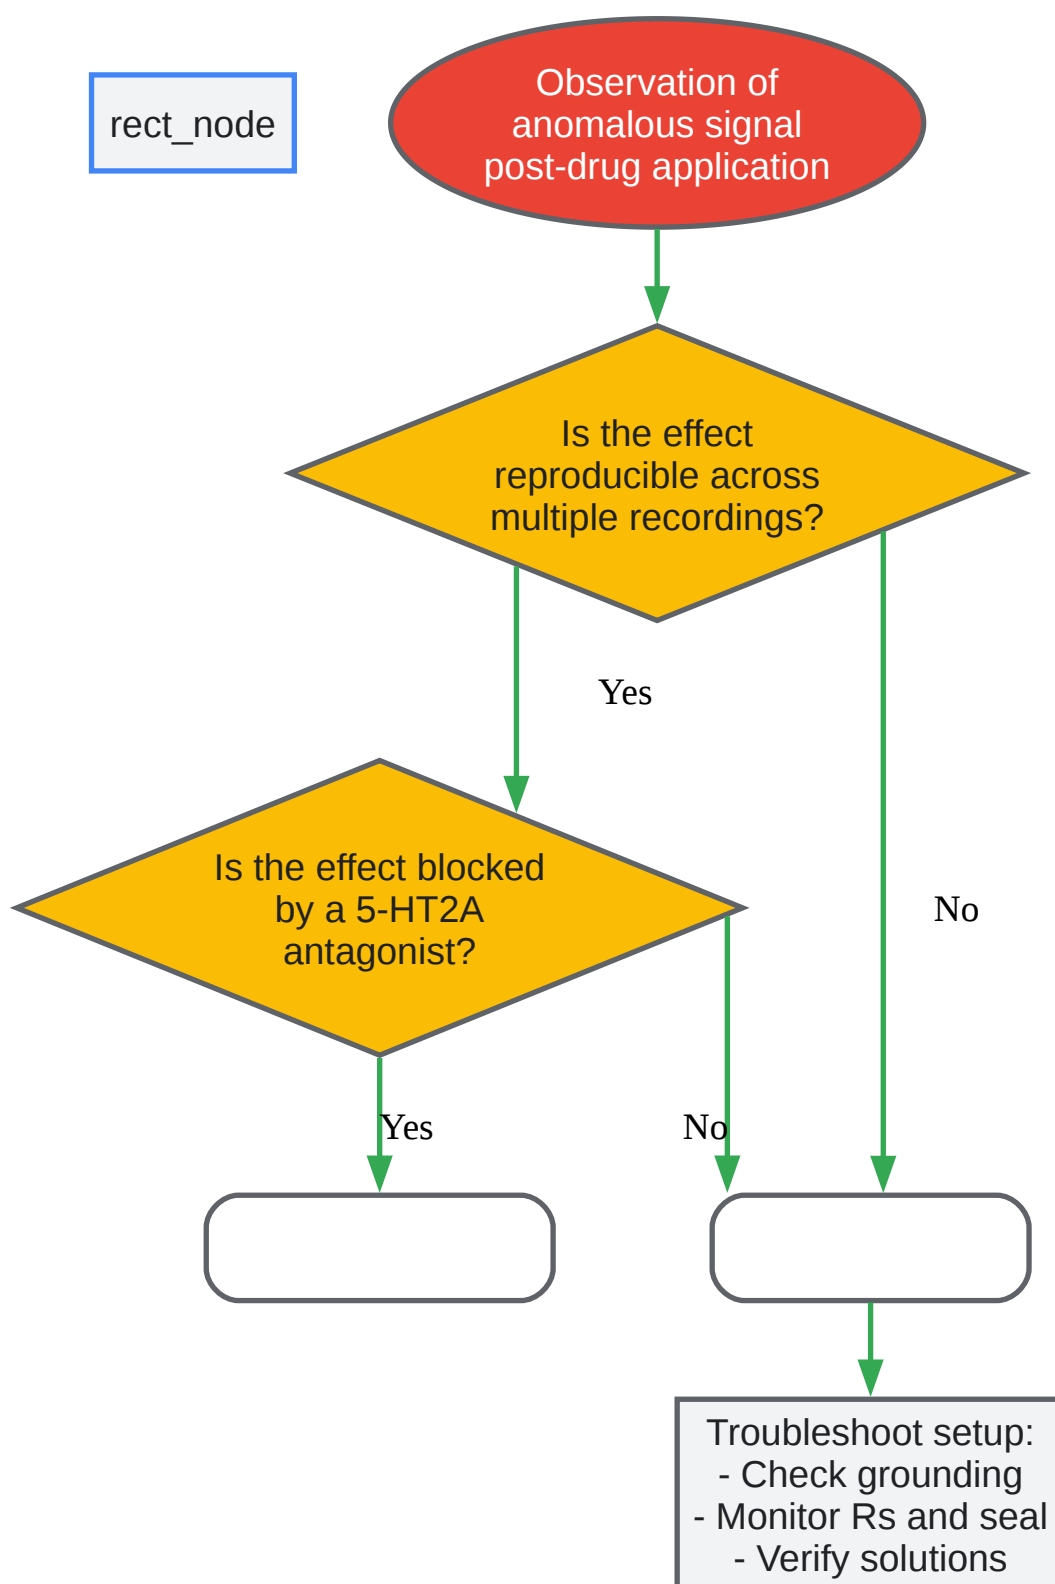 rect_node
Observation of
anomalous signal
post-drug application
Is the effect
reproducible across
multiple recordings?
Yes
Is the effect blocked
by a 5-HT2A
antagonist?
No
Yes
No
Troubleshoot setup:
- Check grounding
- Monitor Rs and seal
- Verify solutions